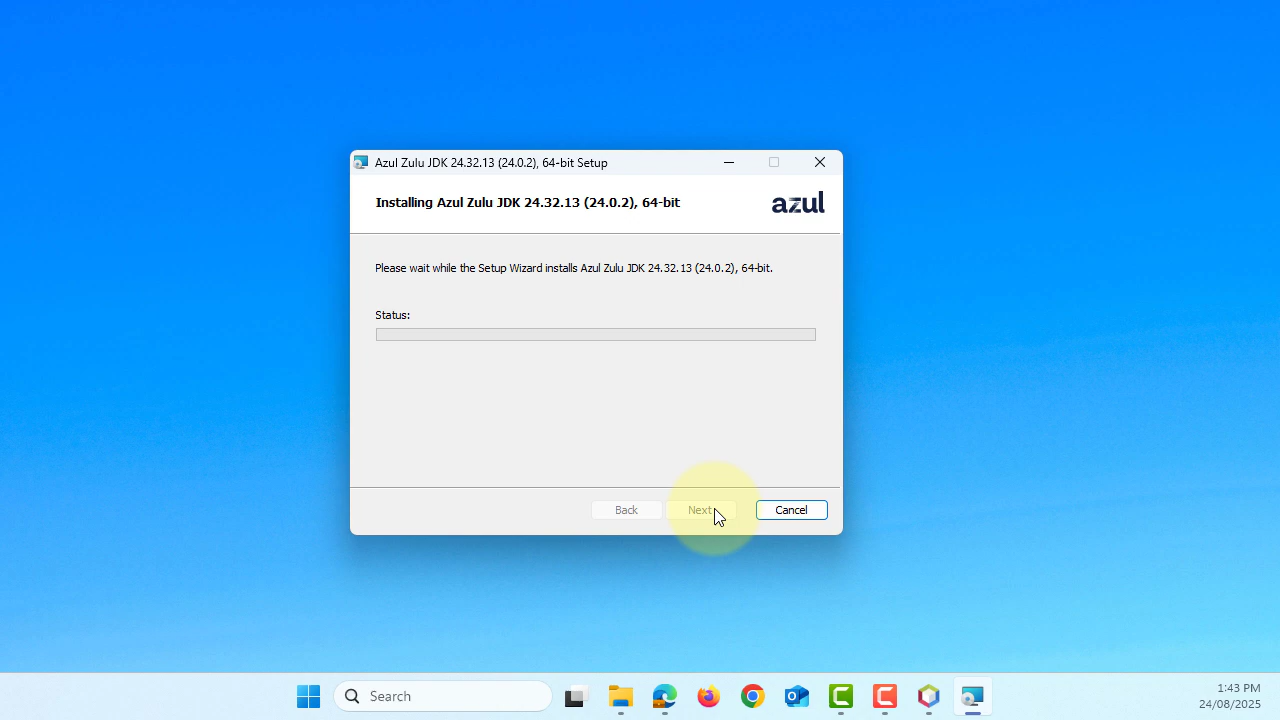 Azul Zulu JDK 24.32.13 (24.0.2), 64-bit Setup
Installing Azul Zulu JDK 24.32.13 (24.0.2), 64-bit
azul
Please wait while the Setup Wizard installs Azul Zulu JDK 24.32.13 (24.0.2), 64-bit.
Status:
Back
Next
Cancel
Search
1:43 PM
24/08/2025